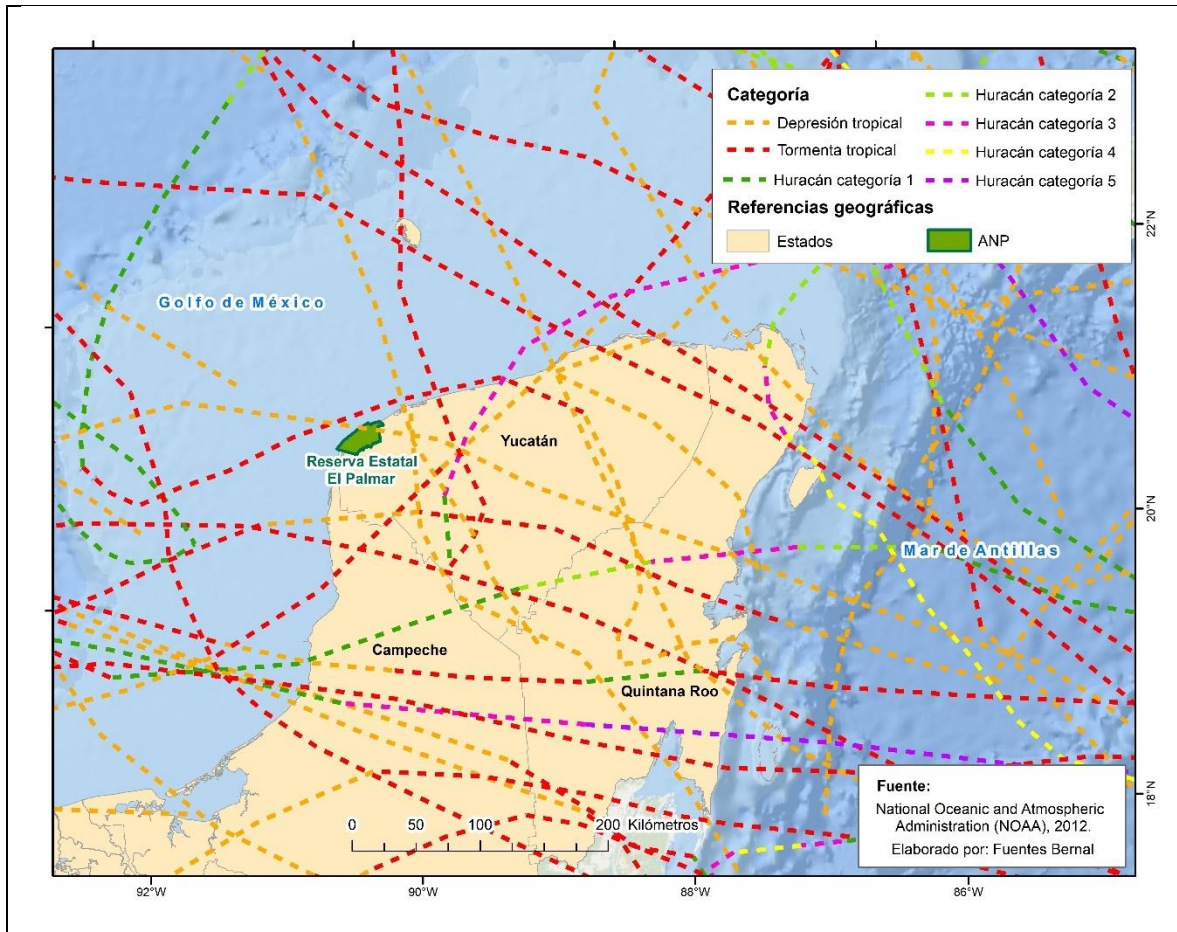 Categoría
Depresión tropical
Tormenta tropical
Huracán categoría 1
Huracán categoría 2
Huracán categoría 3
Huracán categoría 4
Huracán categoría 5
Referencias geográficas
Estados
ANP
22°N
Golfo de México
Yucatán
Reserva Estatal
El Palmar
20°N
Mar de Antillas
Campeche
Quintana Roo
18°N
0 50 100 200 Kilómetros
Fuente:
National Oceanic and Atmospheric
Administration (NOAA), 2012.
Elaborado por: Fuentes Bernal
92°W 90°W 88°W 86°W